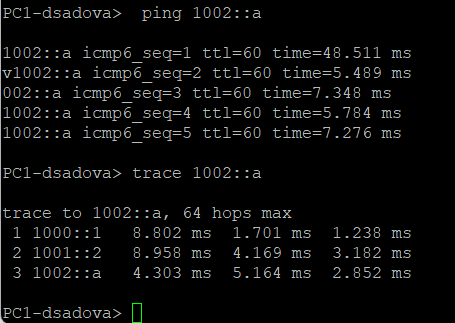 PC1-dsadova>  ping 1002::a
1002::a icmp6_seq=1 ttl=60 time=48.511 ms
v1002::a icmp6_seq=2 ttl=60 time=5.489 ms
002::a icmp6_seq=3 ttl=60 time=7.348 ms
1002::a icmp6_seq=4 ttl=60 time=5.784 ms
1002::a icmp6_seq=5 ttl=60 time=7.276 ms
PC1-dsadova> trace 1002::a
trace to 1002::a, 64 hops max
 1 1000::1   8.802 ms  1.701 ms  1.238 ms
 2 1001::2   8.958 ms  4.169 ms  3.182 ms
 3 1002::a   4.303 ms  5.164 ms  2.852 ms
PC1-dsadova>